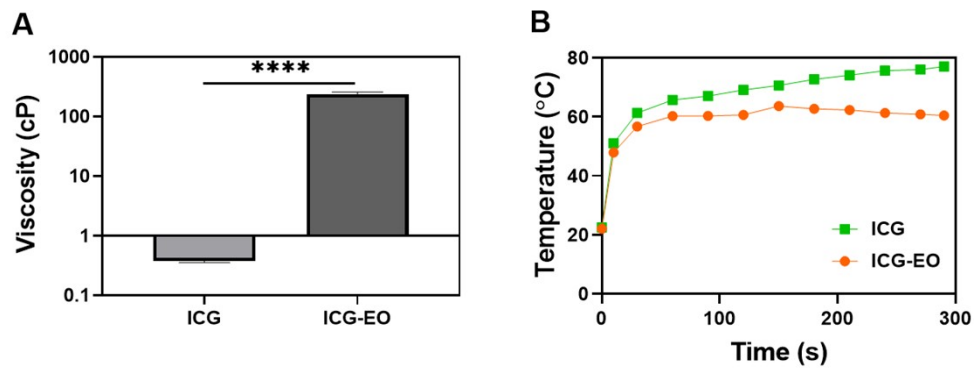 A
Viscosity (cP)
1000
100
10
1
0.1
****
ICG
ICG-EO
B
Temperature (°C)
80
60
40
20
0
ICG
ICG-EO
0
100
200
300
Time (s)